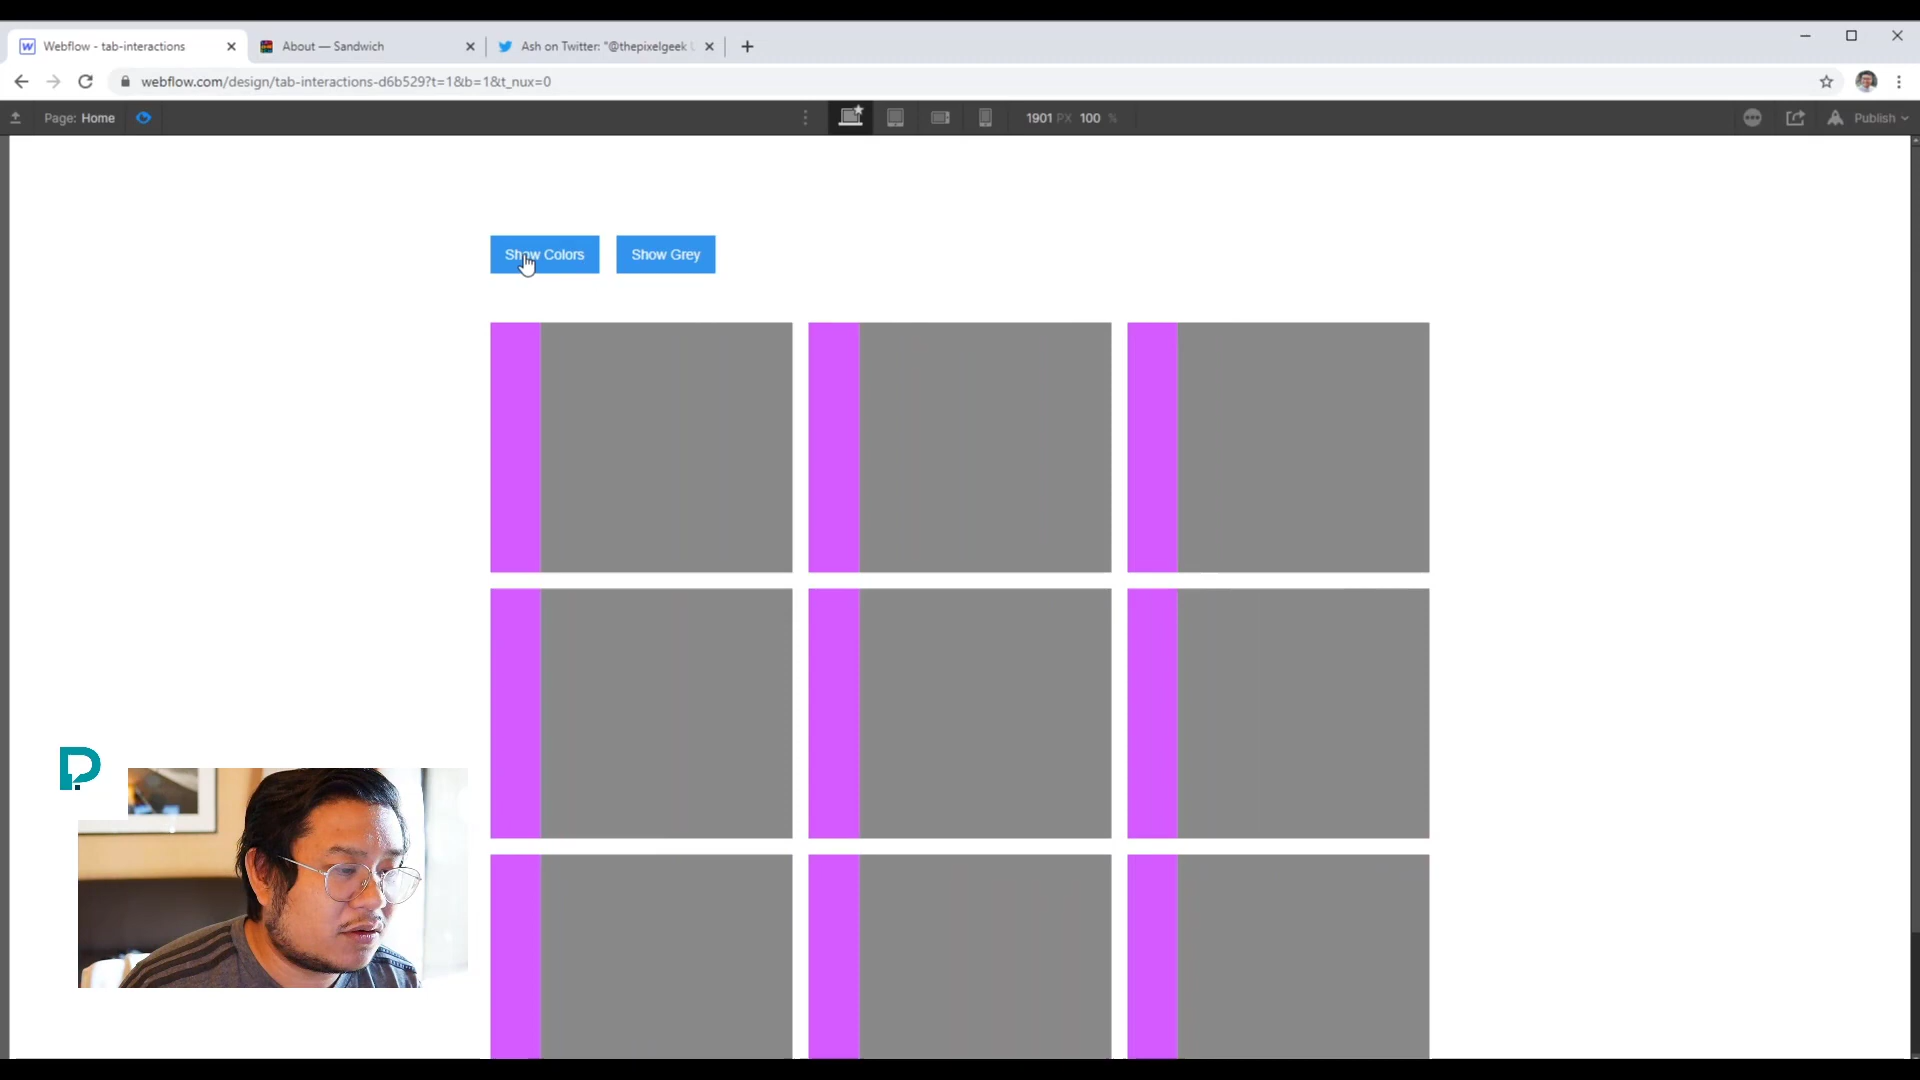 Webflow - tab-interactions
About — Sandwich
Ash on Twitter: "@thepixelgeek
webflow.com/design/tab-interactions-d6b529?t=1&b=1&t_nux=0
Page: Home
1901 PX 100 %
Publish
Show Colors
Show Grey